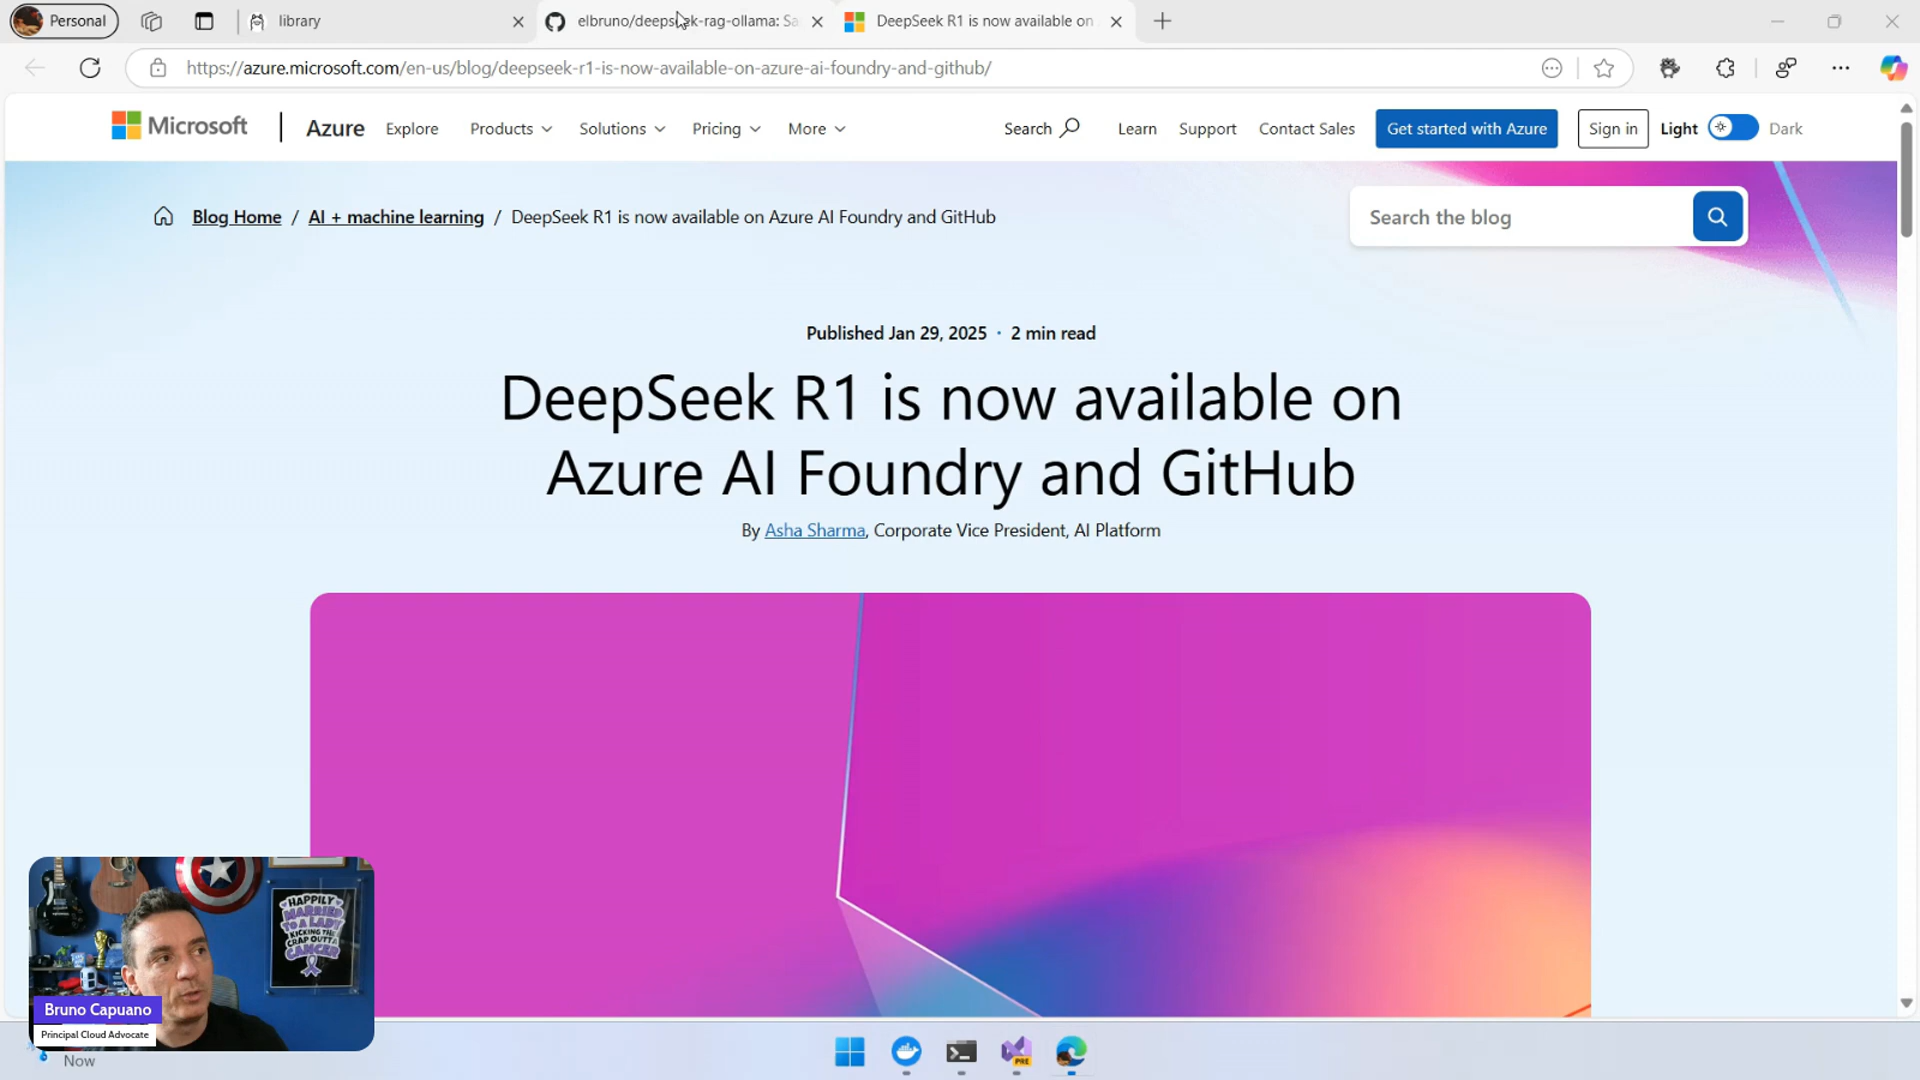 Personal
library
elbruno/deepseek-rag-ollama: Sa
DeepSeek R1 is now available on
https://azure.microsoft.com/en-us/blog/deepseek-r1-is-now-available-on-azure-ai-foundry-and-github/
Microsoft
Azure
Explore
Products
Solutions
Pricing
More
Search
Learn
Support
Contact Sales
Get started with Azure
Sign in
Light
Dark
Blog Home / AI + machine learning / DeepSeek R1 is now available on Azure AI Foundry and GitHub
Search the blog
Published Jan 29, 2025 · 2 min read
DeepSeek R1 is now available on
Azure AI Foundry and GitHub
By Asha Sharma, Corporate Vice President, AI Platform
HAPPILY
MARRIED
TO A LADY
KICKING THE
CRAP OUTTA
CANCER
Bruno Capuano
Principal Cloud Advocate
Now
PRE